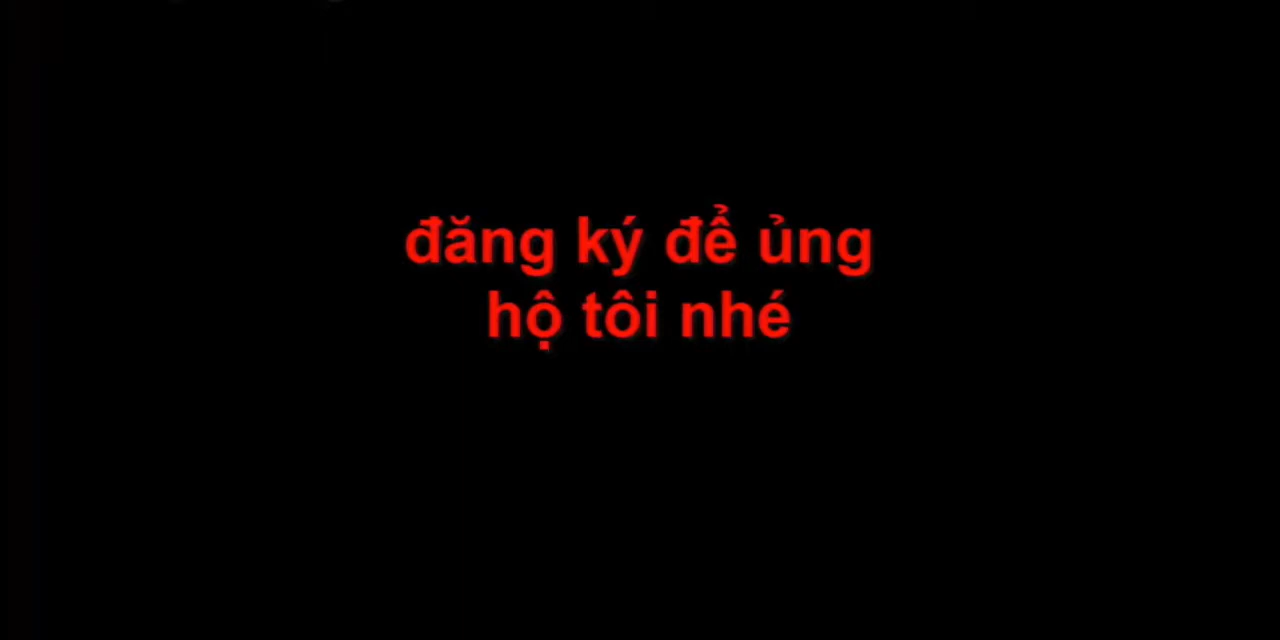 đăng ký để ủng
hộ tôi nhé